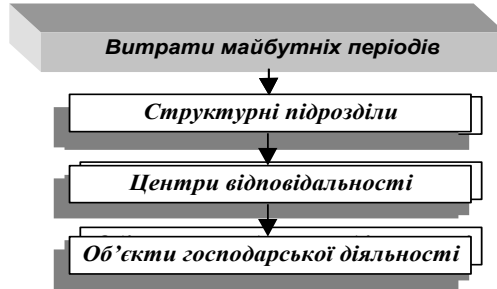 Витрати майбутніх періодів
Структурні підрозділи
Центри відповідальності
Об’єкти господарської діяльності